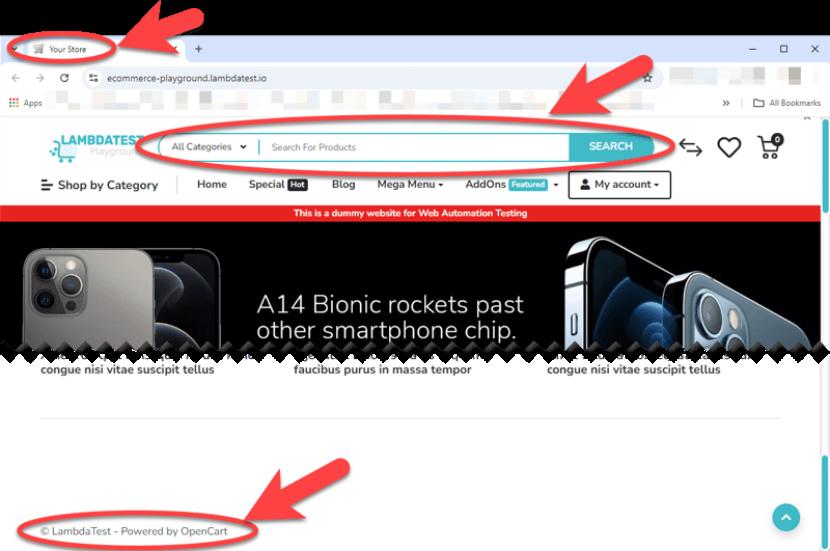 Your Store
ecommerce-playground.lambdatest.io
Apps
All Bookmarks
LAMBDATEST
Playground
All Categories
Search For Products
SEARCH
0
Shop by Category
Home
Special Hot
Blog
Mega Menu
AddOns Featured
My account
This is a dummy website for Web Automation Testing
A14 Bionic rockets past
other smartphone chip.
congue nisi vitae suscipit tellus
faucibus purus in massa tempor
congue nisi vitae suscipit tellus
© LambdaTest - Powered by OpenCart